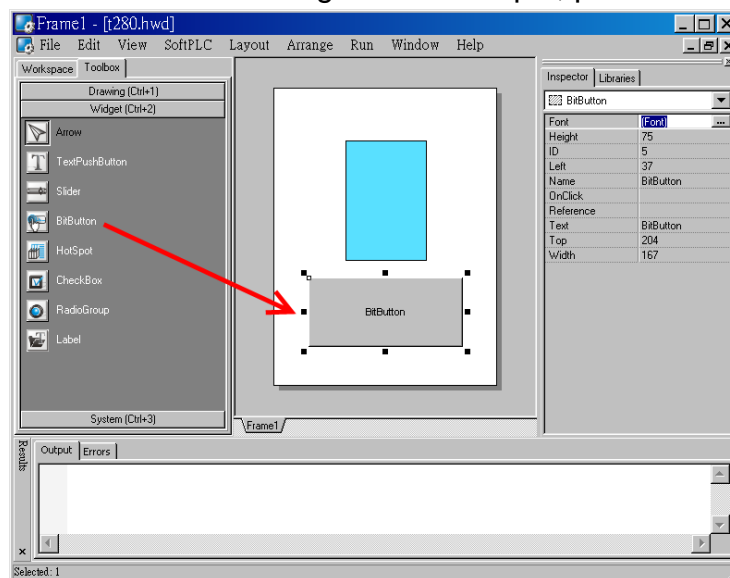 Frame1 - [t280.hwd]
File Edit View SoftPLC Layout Arrange Run Window Help
Workspace Toolbox
Drawing (Ctrl+1)
Widget (Ctrl+2)
Arrow
TextPushButton
Slider
BitButton
HotSpot
CheckBox
RadioGroup
Label
System (Ctrl+3)
BitButton
Frame1
Inspector Libraries
BitButton
Font (Font) ...
Height 75
ID 5
Left 37
Name BitButton
OnClick
Reference
Text BitButton
Top 204
Width 167
Results
Output Errors
Selected: 1